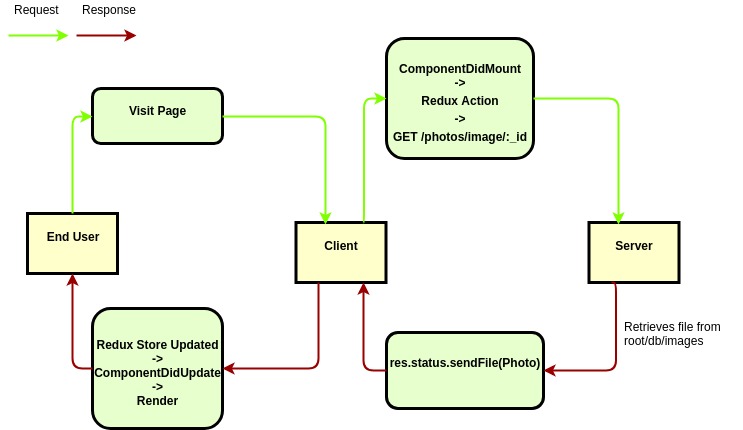 Request
Response
ComponentDidMount
->
Redux Action
->
GET /photos/image/:_id
Visit Page
End User
Client
Server
Retrieves file from
root/db/images
Redux Store Updated
->
ComponentDidUpdate
->
Render
res.status.sendFile(Photo)